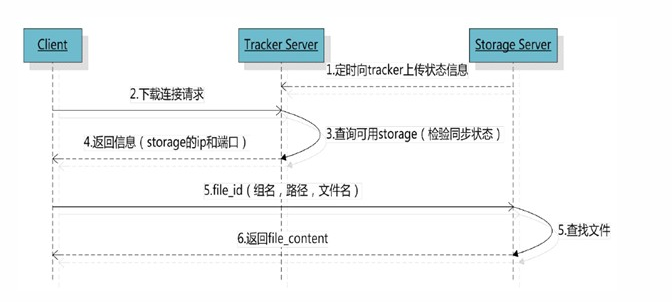 Client
Tracker Server
Storage Server
1.定时向tracker上传状态信息
2.下载连接请求
3.查询可用storage（检验同步状态）
4.返回信息（storage的ip和端口）
5.file_id（组名，路径，文件名）
5.查找文件
6.返回file_content